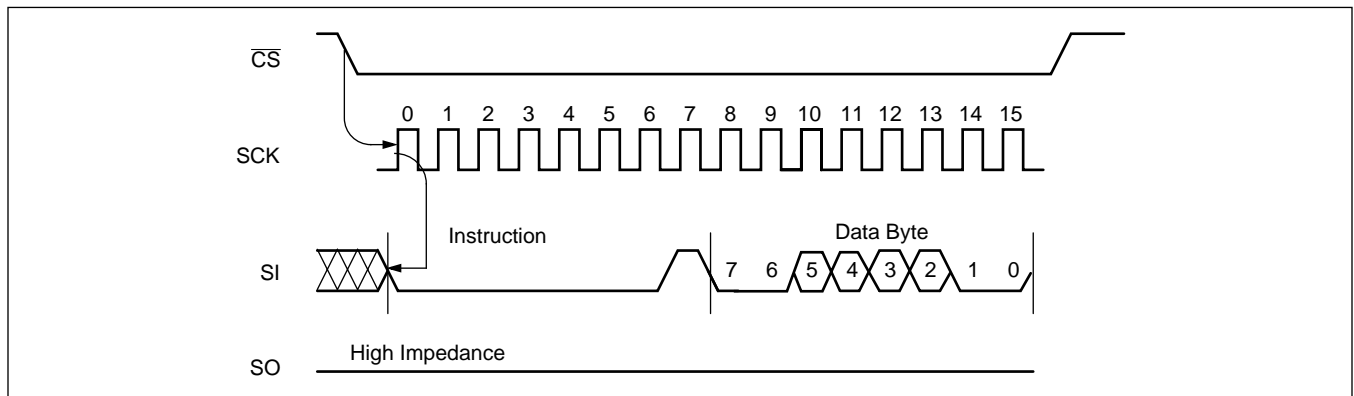 CS
0 1 2 3 4 5 6 7 8 9 10 11 12 13 14 15
SCK
Instruction
Data Byte
SI
7 6 5 4 3 2 1 0
High Impedance
SO